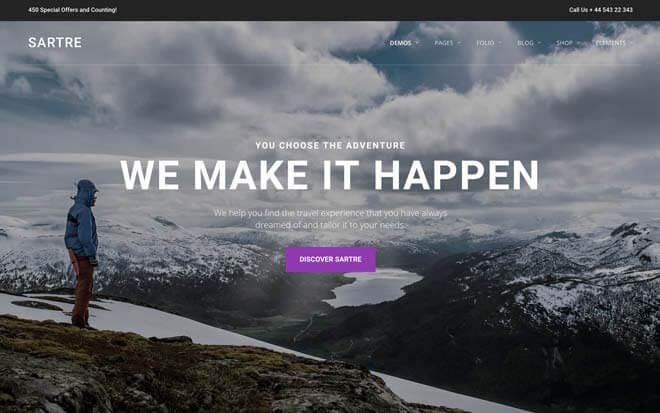 450 Special Offers and Counting!
Call Us + 44 543 22 343
SARTRE
DEMOS PAGES FOLIO BLOG SHOP ELEMENTS
YOU CHOOSE THE ADVENTURE
WE MAKE IT HAPPEN
We help you find the travel experience that you have always
dreamed of and tailor it to your needs.
DISCOVER SARTRE